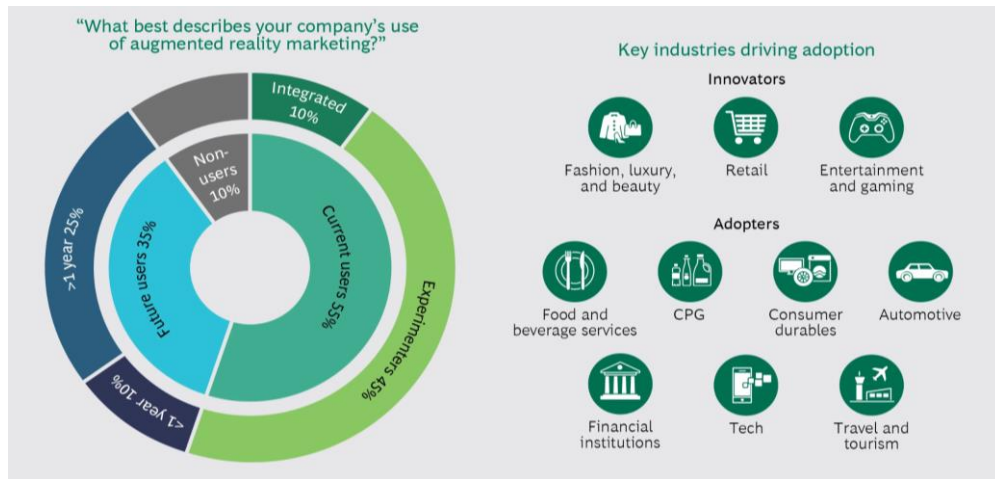 “What best describes your company’s use
of augmented reality marketing?”
Integrated
10%
Experimenters 45%
<1 year 10%
>1 year 25%
Non-
users
10%
Current users 55%
Future users 35%
Key industries driving adoption
Innovators
Fashion, luxury,
and beauty
Retail
Entertainment
and gaming
Adopters
Food and
beverage services
CPG
Consumer
durables
Automotive
Financial
institutions
Tech
Travel and
tourism